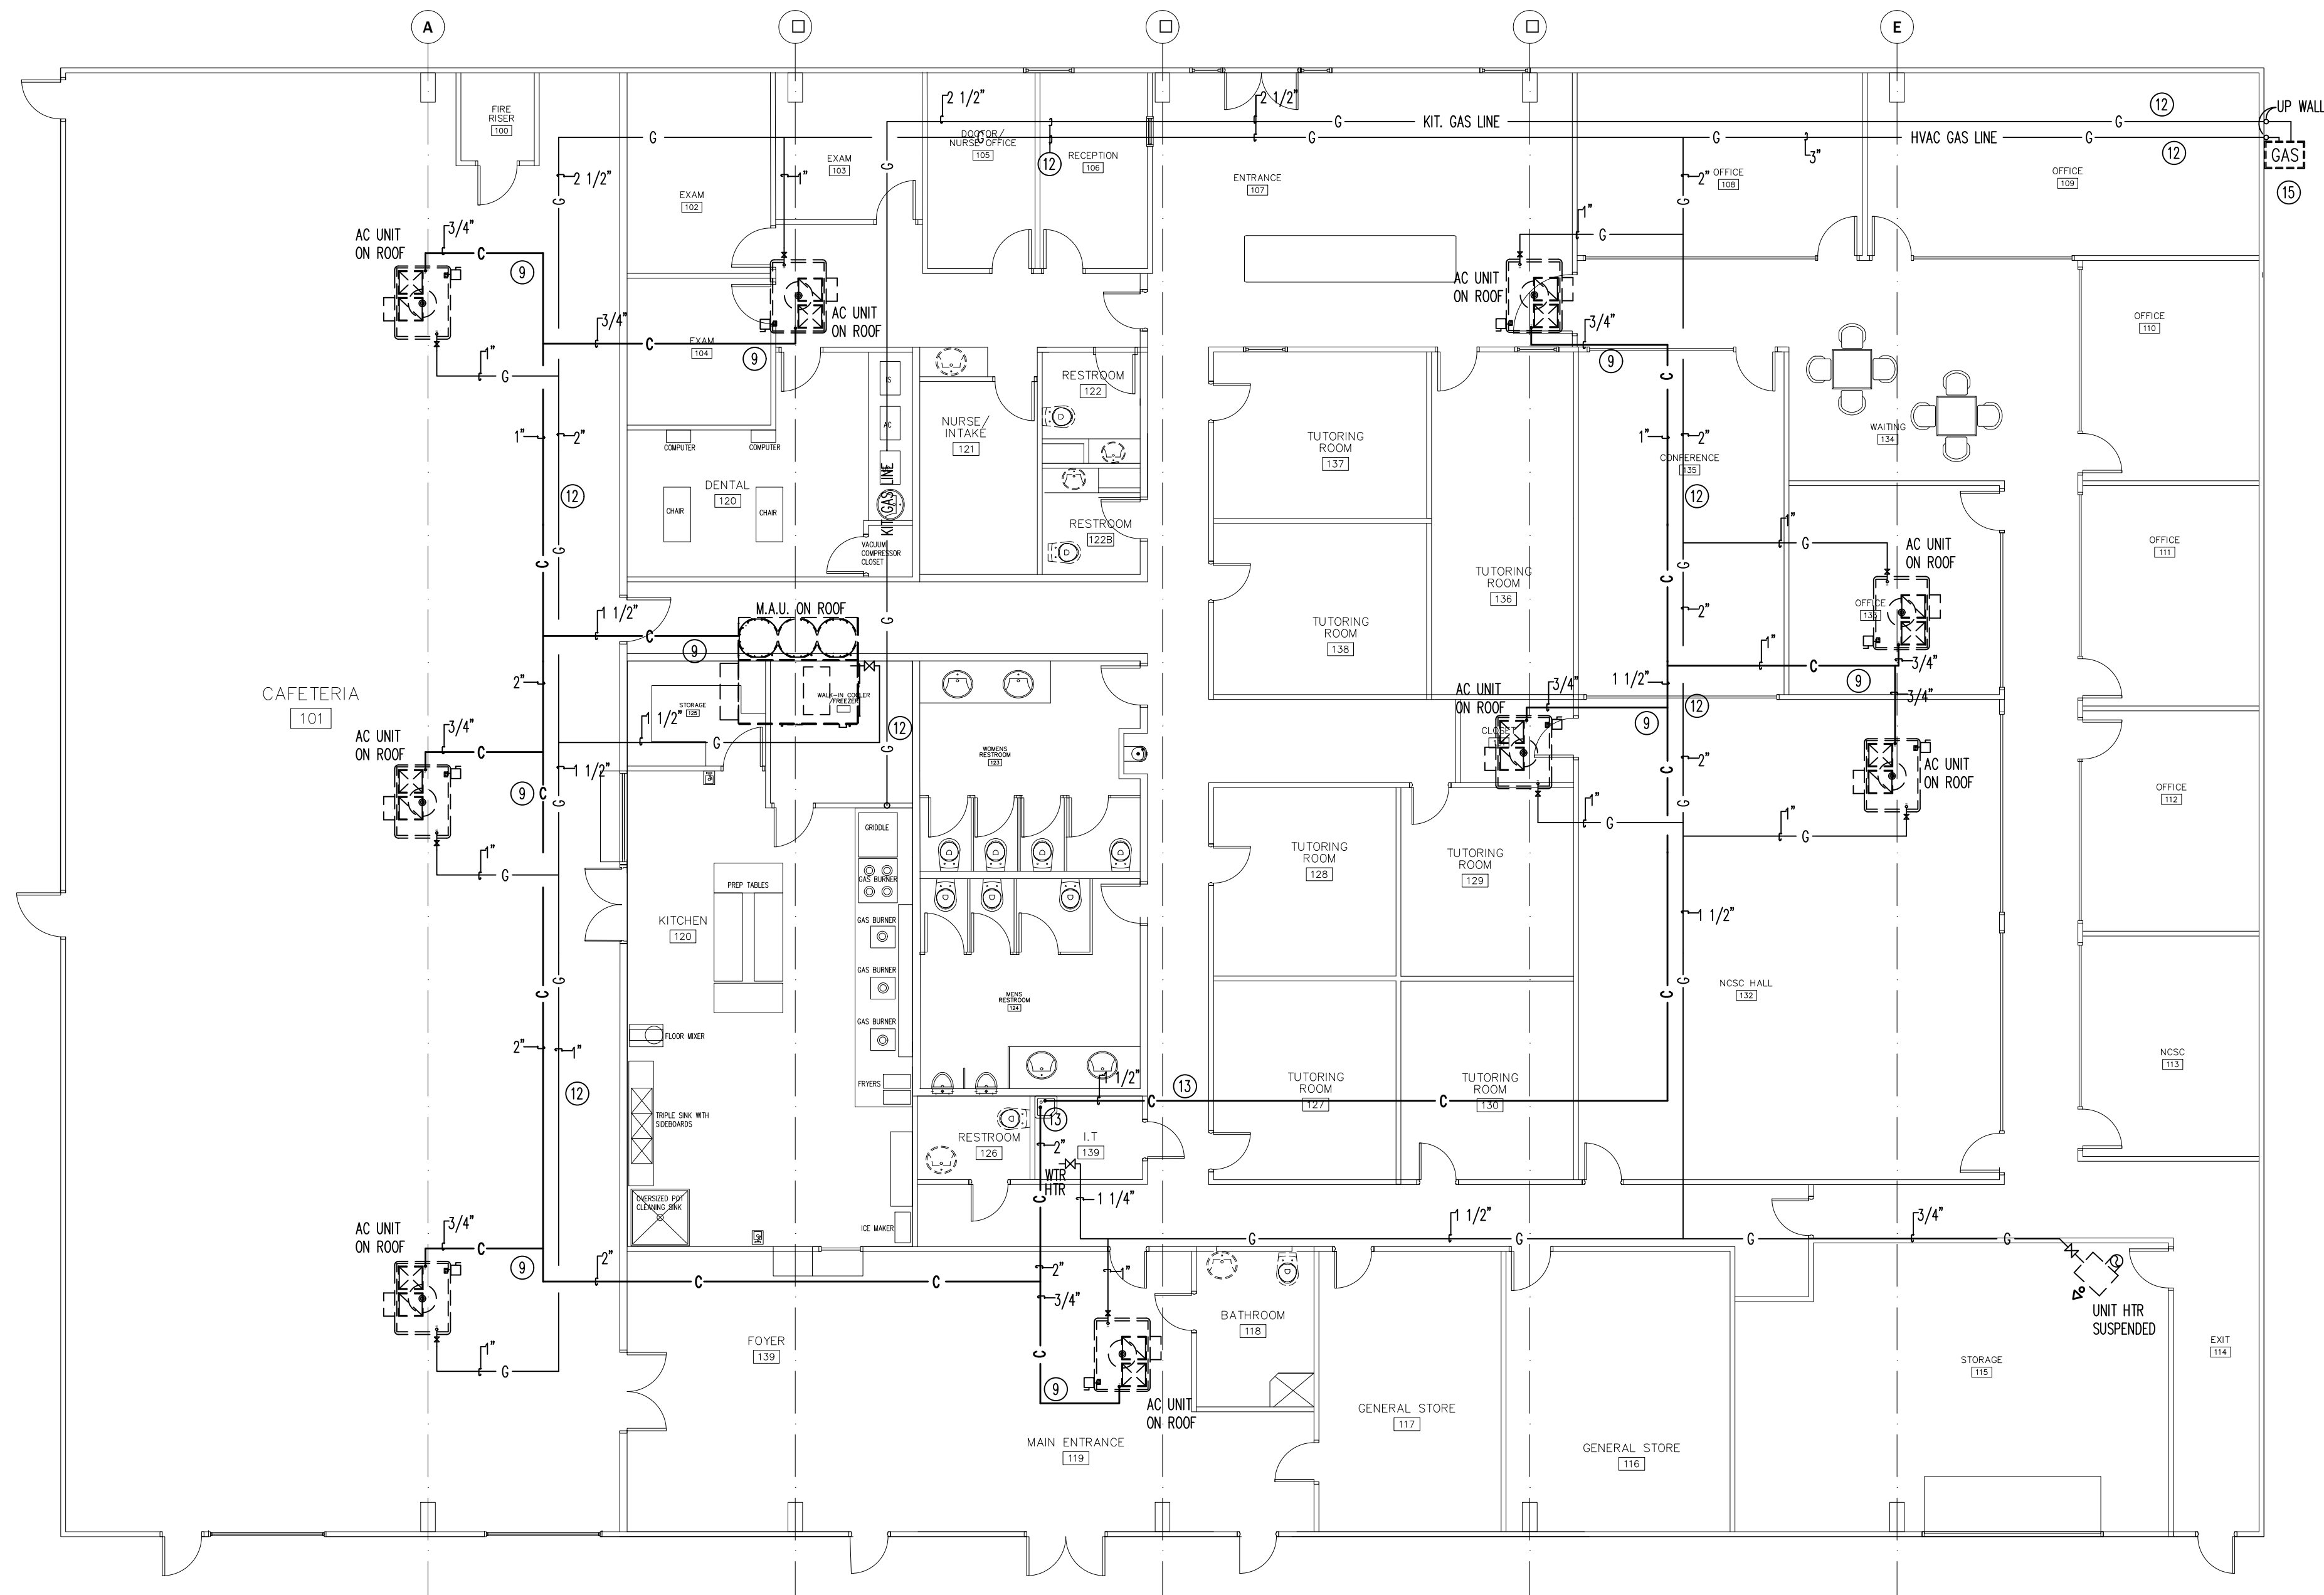 A
E
2 1/2"
2 1/2"
12
UP WALL
FIRE
RISER
100
G
KIT. GAS LINE
G
G
G
DOCTOR/
NURSE OFFICE
105
G
G
HVAC GAS LINE
G
12
GAS
15
EXAM
103
G
12
RECEPTION
106
3"
2 1/2"
1"
ENTRANCE
107
2"
OFFICE
108
OFFICE
109
G
EXAM
102
G
1"
G
AC UNIT
ON ROOF
3/4"
C
9
AC UNIT
ON ROOF
AC UNIT
ON ROOF
3/4"
C
EXAM
104
9
3/4"
9
OFFICE
110
1"
G
IS
RESTROOM
122
C
AC
NURSE/
INTAKE
121
WAITING
134
1"
2"
COMPUTER
COMPUTER
TUTORING
ROOM
137
1"
2"
CONFERENCE
135
KIT. GAS LINE
12
DENTAL
120
CHAIR
CHAIR
12
RESTROOM
122B
1"
G
AC UNIT
ON ROOF
OFFICE
111
C
G
VACUUM
COMPRESSOR
CLOSET
TUTORING
ROOM
136
C
G
1 1/2"
C
M.A.U. ON ROOF
G
9
TUTORING
ROOM
138
2"
OFFICE
1"
C
3/4"
9
3/4"
2"
CAFETERIA
101
STORAGE
125
WALK-IN COOLER
/FREEZER
1 1/2"
G
12
G
1 1/2"
12
AC UNIT
ON ROOF
3/4"
9
CLOSET
AC UNIT
ON ROOF
3/4"
C
9
C
1 1/2"
G
WOMENS
RESTROOM
123
C
2"
G
AC UNIT
ON ROOF
OFFICE
112
1"
G
1"
G
1"
G
GRIDDLE
GAS BURNER
TUTORING
ROOM
128
TUTORING
ROOM
129
PREP TABLES
KITCHEN
120
GAS BURNER
1 1/2"
GAS BURNER
C
G
MENS
RESTROOM
124
C
G
NCSC HALL
132
GAS BURNER
FLOOR MIXER
2"
1"
12
FRYERS
NCSC
113
TRIPLE SINK WITH
SIDEBOARDS
1 1/2"
13
C
13
TUTORING
ROOM
127
C
TUTORING
ROOM
130
RESTROOM
126
2"
I.T
139
WTR
HTR
C
1 1/4"
OVERSIZED POT
CLEANING SINK
ICE MAKER
AC UNIT
ON ROOF
3/4"
C
9
G
1 1/2"
G
G
3/4"
G
2"
C
C
2"
3/4"
1"
UNIT HTR
SUSPENDED
BATHROOM
118
FOYER
139
C
1"
G
9
AC UNIT
ON ROOF
STORAGE
115
EXIT
114
GENERAL STORE
117
MAIN ENTRANCE
119
GENERAL STORE
116